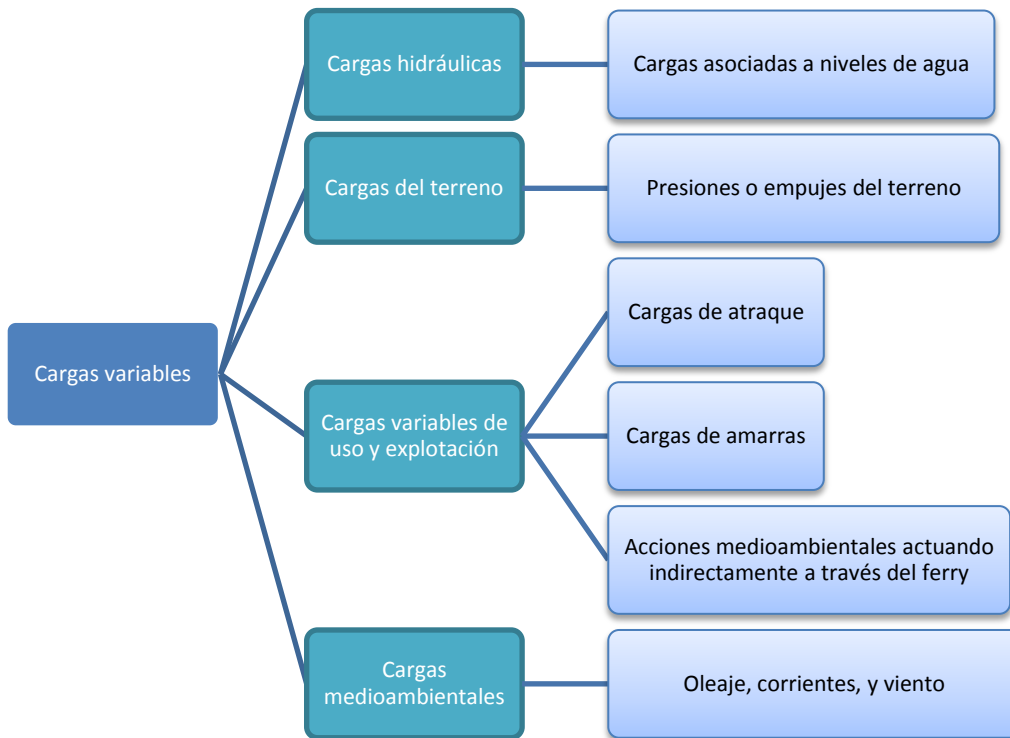 Cargas variables
Cargas hidráulicas
Cargas asociadas a niveles de agua
Cargas del terreno
Presiones o empujes del terreno
Cargas variables de
uso y explotación
Cargas de atraque
Cargas de amarras
Acciones medioambientales actuando
indirectamente a través del ferry
Cargas
medioambientales
Oleaje, corrientes, y viento